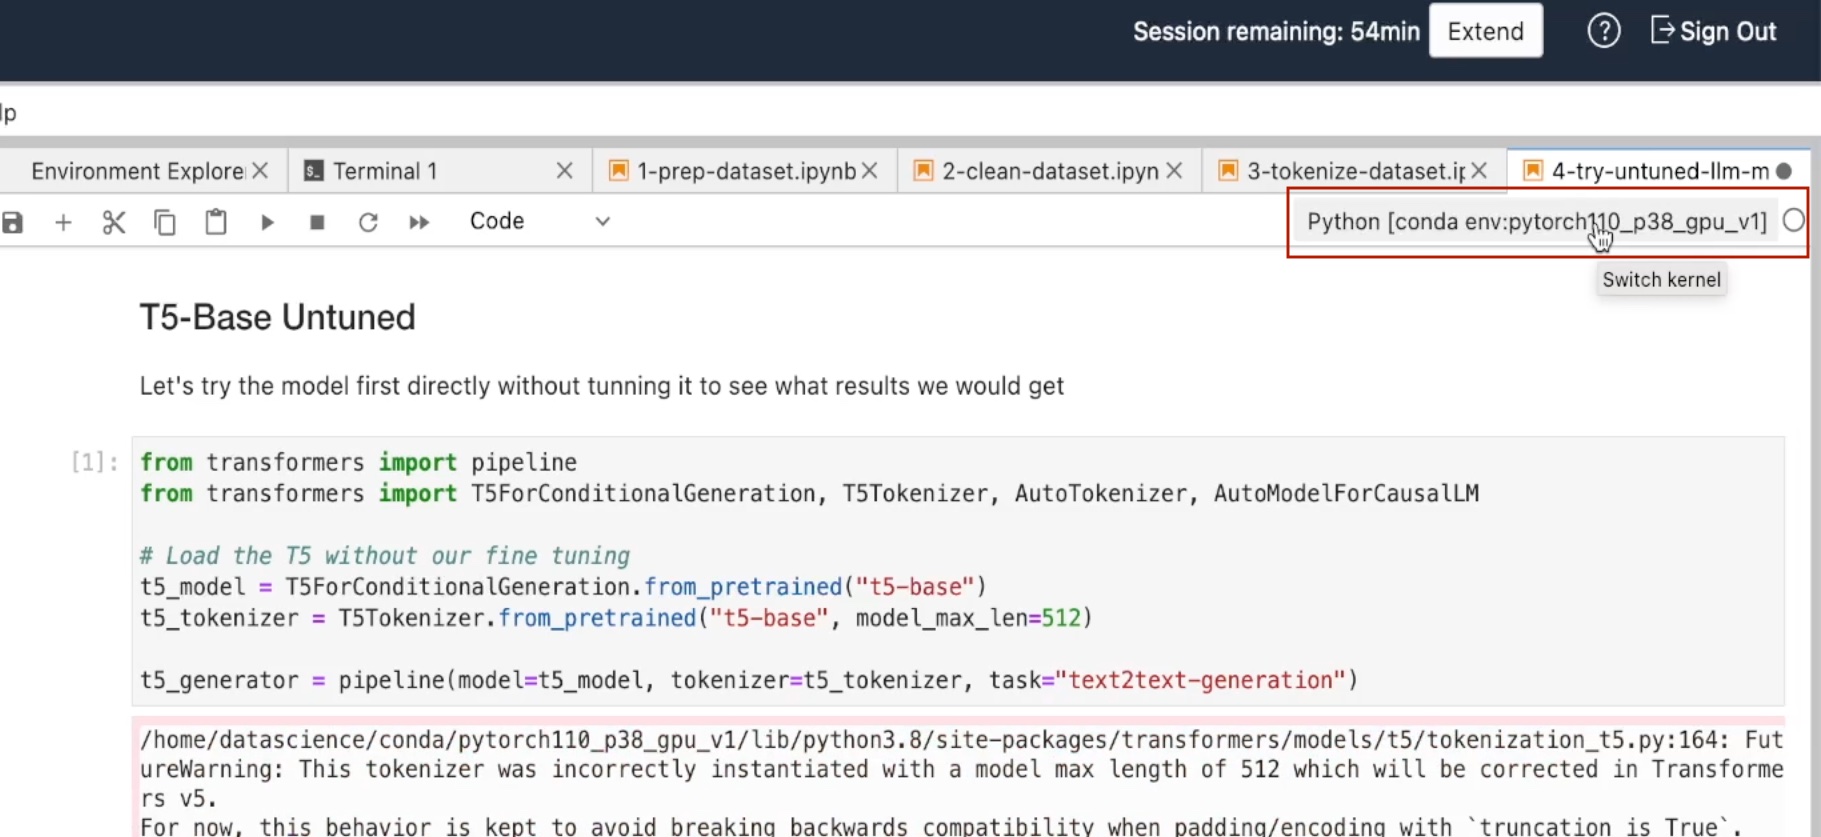 Session remaining: 54min Extend ? Sign Out
lp
Environment Explore Terminal 1 1-prep-dataset.ipynb 2-clean-dataset.ipyn 3-tokenize-dataset.ip 4-try-untuned-llm-m
Code Python [conda env:pytorch110_p38_gpu_v1]
Switch kernel
T5-Base Untuned
Let's try the model first directly without tunning it to see what results we would get
[1]: from transformers import pipeline
from transformers import T5ForConditionalGeneration, T5Tokenizer, AutoTokenizer, AutoModelForCausalLM
# Load the T5 without our fine tuning
t5_model = T5ForConditionalGeneration.from_pretrained("t5-base")
t5_tokenizer = T5Tokenizer.from_pretrained("t5-base", model_max_len=512)
t5_generator = pipeline(model=t5_model, tokenizer=t5_tokenizer, task="text2text-generation")
/home/datascience/conda/pytorch110_p38_gpu_v1/lib/python3.8/site-packages/transformers/models/t5/tokenization_t5.py:164: Fut
ureWarning: This tokenizer was incorrectly instantiated with a model max length of 512 which will be corrected in Transforme
rs v5.
For now, this behavior is kept to avoid breaking backwards compatibility when padding/encoding with `truncation is True`.